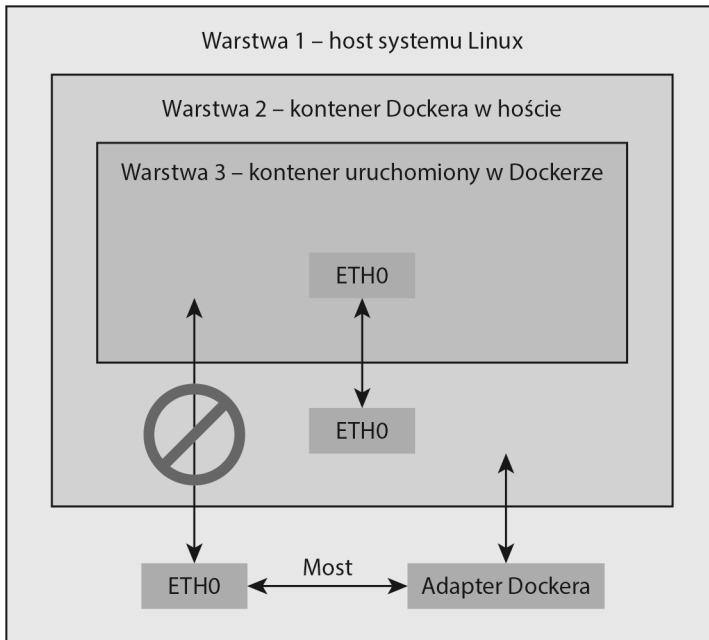 Warstwa 1 – host systemu Linux
Warstwa 2 – kontener Dockera w hoście
Warstwa 3 – kontener uruchomiony w Dockerze
ETH0
ETH0
ETH0
Most
Adapter Dockera